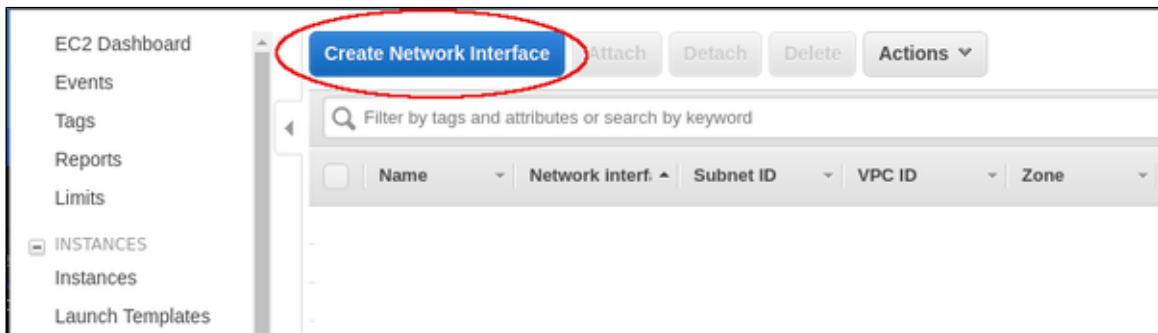 EC2 Dashboard
Events
Tags
Reports
Limits
INSTANCES
Instances
Launch Templates
Create Network Interface Attach Detach Delete Actions
Filter by tags and attributes or search by keyword
Name Network interf Subnet ID VPC ID Zone